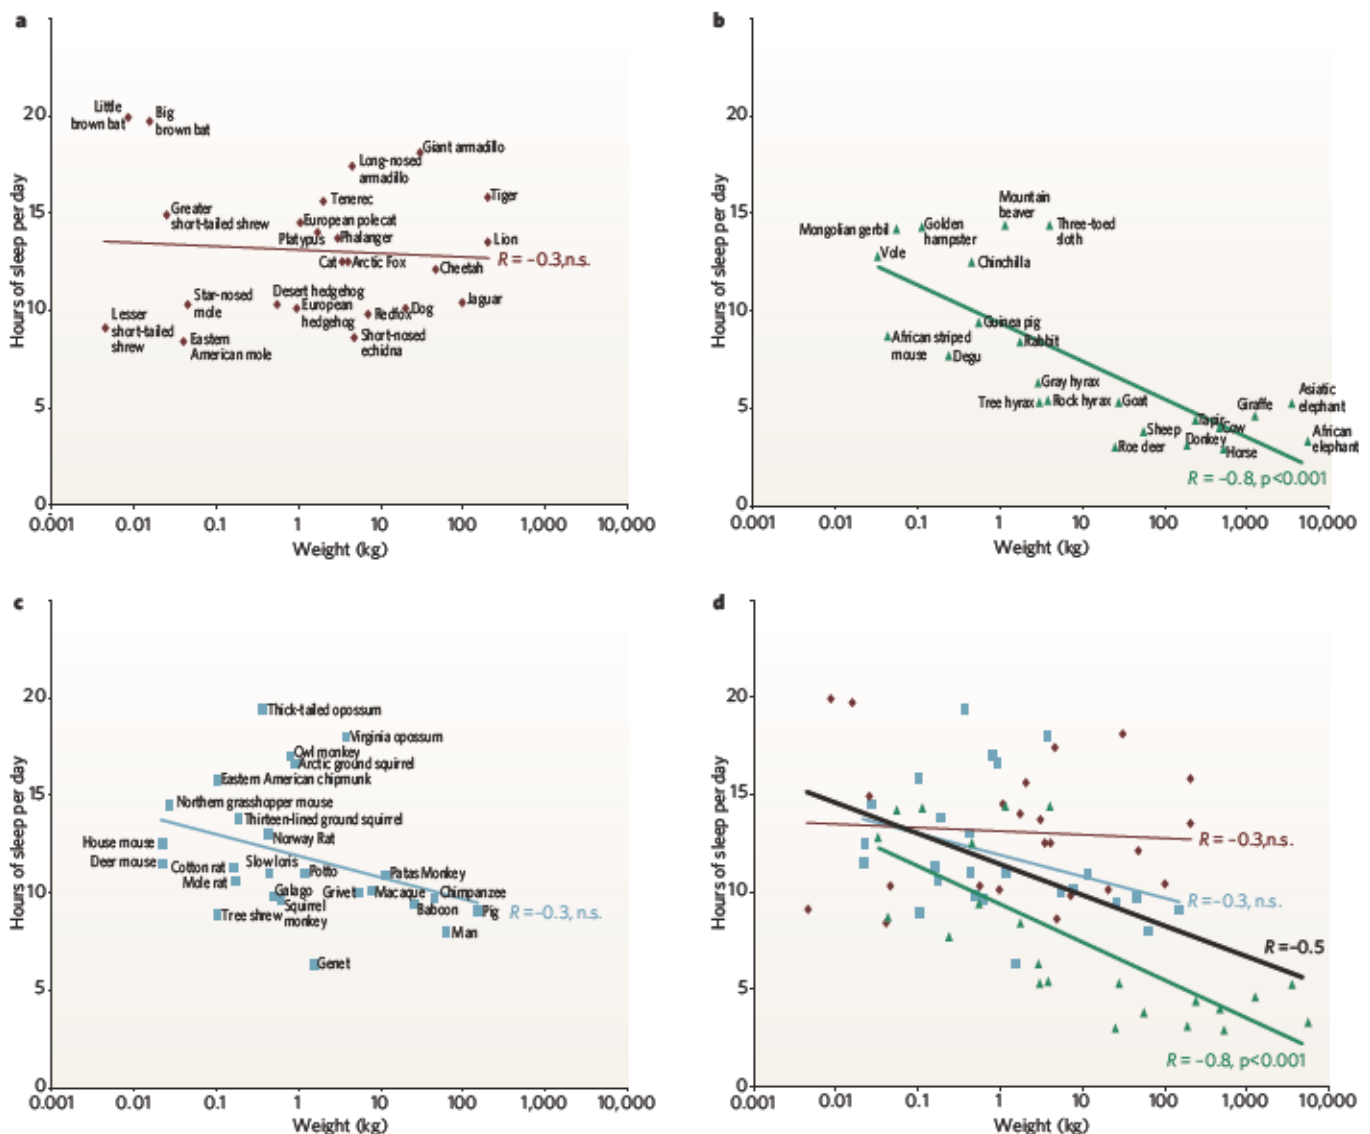 a
Hours of sleep per day
20
15
10
5
0
Little
brown bat
Big
brown bat
Giant armadillo
Long-nosed
armadillo
Tenerec
Tiger
Greater
short-tailed shrew
European polecat
Platypus
Phalanger
Lion
R = –0.3,n.s.
Cat
Arctic Fox
Cheetah
Star-nosed
mole
Desert hedgehog
European
hedgehog
Redfox
Dog
Jaguar
Lesser
short-tailed
shrew
Eastern
American mole
Short-nosed
echidna
0.001
0.01
0.1
1
10
100
1,000
10,000
Weight (kg)
b
Hours of sleep per day
20
15
10
5
0
Mountain
beaver
Mongolian gerbil
Golden
hampster
Three-toed
sloth
Vole
Chinchilla
Guinea pig
African striped
mouse
Rabbit
Degu
Gray hyrax
Tree hyrax
Rock hyrax
Goat
Giraffe
Asiatic
elephant
Tapir
Cow
Sheep
Donkey
Roe deer
Horse
African
elephant
R = –0.8, p<0.001
0.001
0.01
0.1
1
10
100
1,000
10,000
Weight (kg)
c
Hours of sleep per day
20
15
10
5
0
Thick-tailed opossum
Virginia opossum
Owl monkey
Arctic ground squirrel
Eastern American chipmunk
Northern grasshopper mouse
Thirteen-lined ground squirrel
House mouse
Norway Rat
Deer mouse
Cotton rat
Slow loris
Potto
Patas Monkey
Mole rat
Galago
Grivet
Macaque
Chimpanzee
Squirrel
monkey
Baboon
Pig
Tree shrew
Man
Genet
R = –0.3, n.s.
0.001
0.01
0.1
1
10
100
1,000
10,000
Weight (kg)
d
Hours of sleep per day
20
15
10
5
0
R = –0.3,n.s.
R = –0.3, n.s.
R =–0.5
R = –0.8, p<0.001
0.001
0.01
0.1
1
10
100
1,000
10,000
Weight (kg)